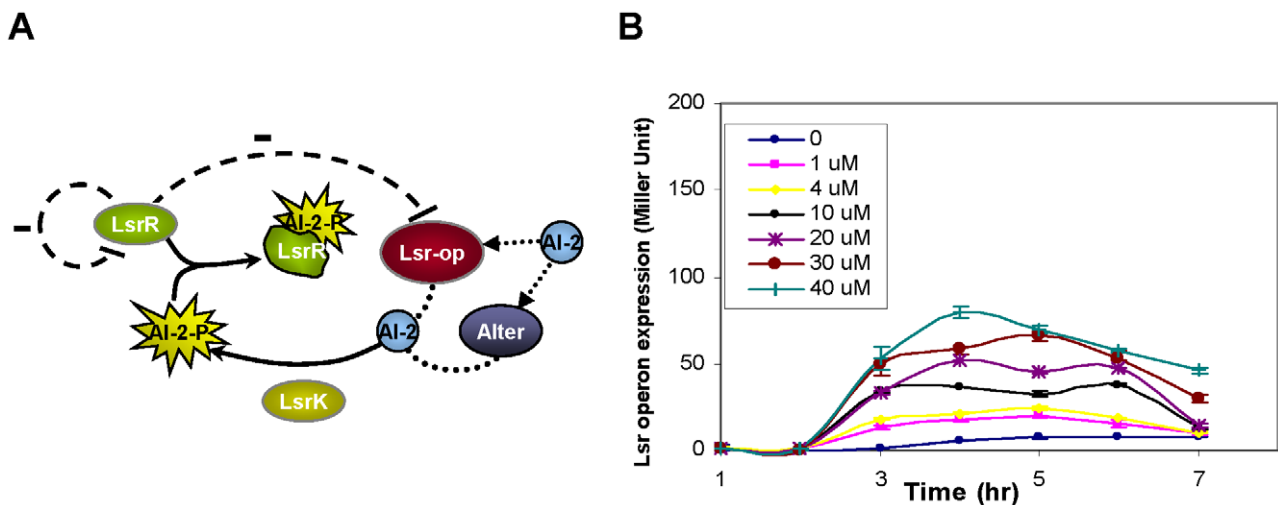 A
-
-
LsrR
AI-2-P
LsrR
Lsr-op
AI-2
AI-2-P
AI-2
Alter
LsrK
B
Lsr operon expression (Miller Unit)
200
150
100
50
0
0
1 uM
4 uM
10 uM
20 uM
30 uM
40 uM
1
3
5
7
Time (hr)